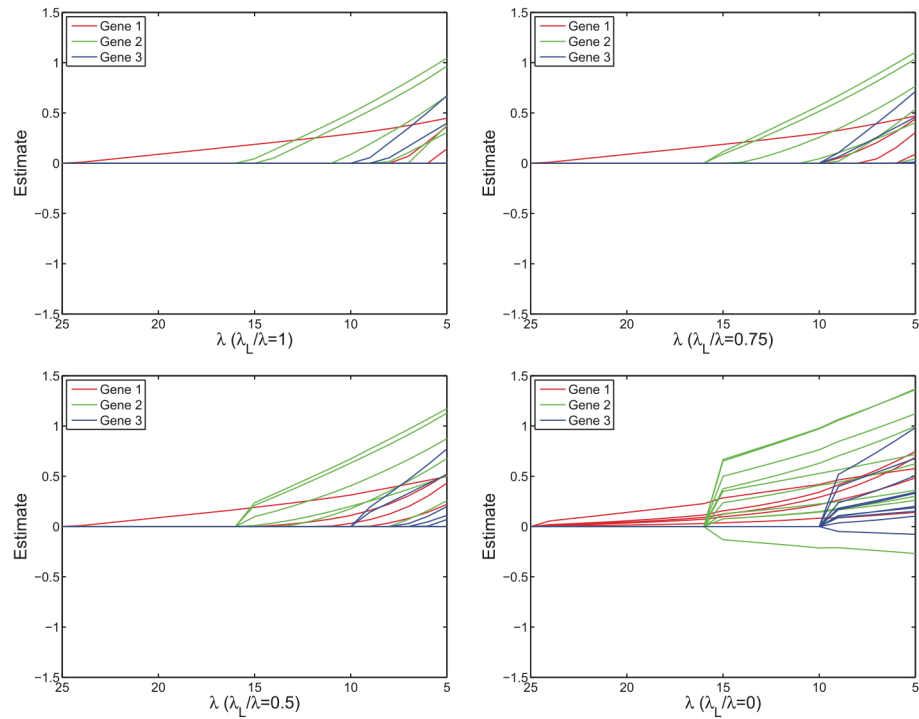 1.5
1
0.5
0
−0.5
−1
−1.5
Estimate
Gene 1
Gene 2
Gene 3
25
20
15
10
5
λ (λL/λ=1)
1.5
1
0.5
0
−0.5
−1
−1.5
Estimate
Gene 1
Gene 2
Gene 3
25
20
15
10
5
λ (λL/λ=0.75)
1.5
1
0.5
0
−0.5
−1
−1.5
Estimate
Gene 1
Gene 2
Gene 3
25
20
15
10
5
λ (λL/λ=0.5)
1.5
1
0.5
0
−0.5
−1
−1.5
Estimate
Gene 1
Gene 2
Gene 3
25
20
15
10
5
λ (λL/λ=0)